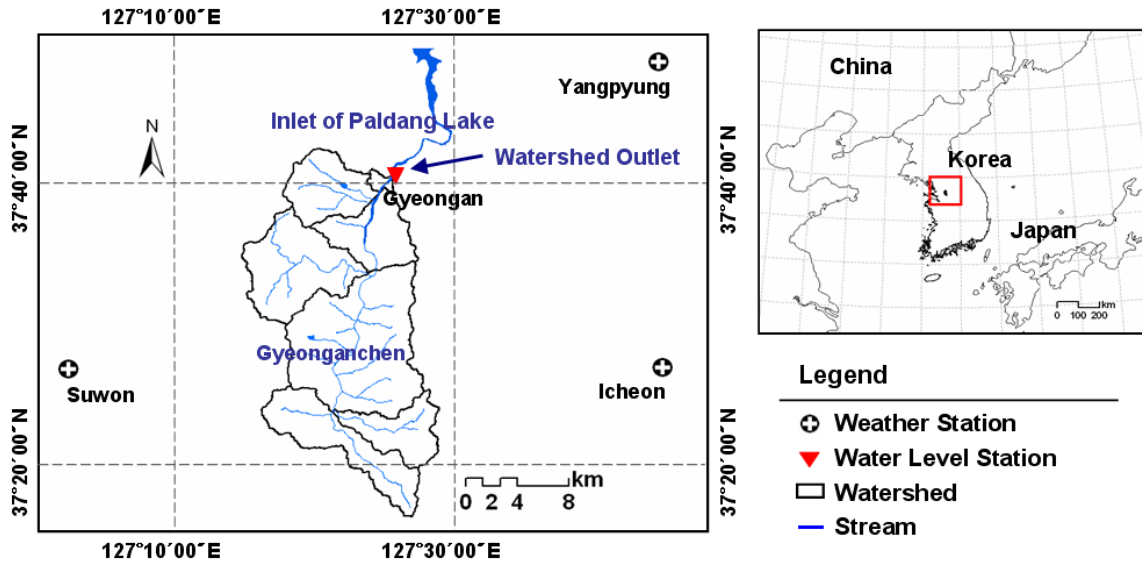 127°10´00˝E
127°30´00˝E
Yangpyung
N
Inlet of Paldang Lake
Watershed Outlet
Gyeongan
37°40´00˝N
37°40´00˝N
Gyeonganchen
Suwon
Icheon
37°20´00˝N
37°20´00˝N
km
0 2 4 8
127°10´00˝E
127°30´00˝E
China
Korea
Japan
km
0 100 200
Legend
Weather Station
Water Level Station
Watershed
Stream